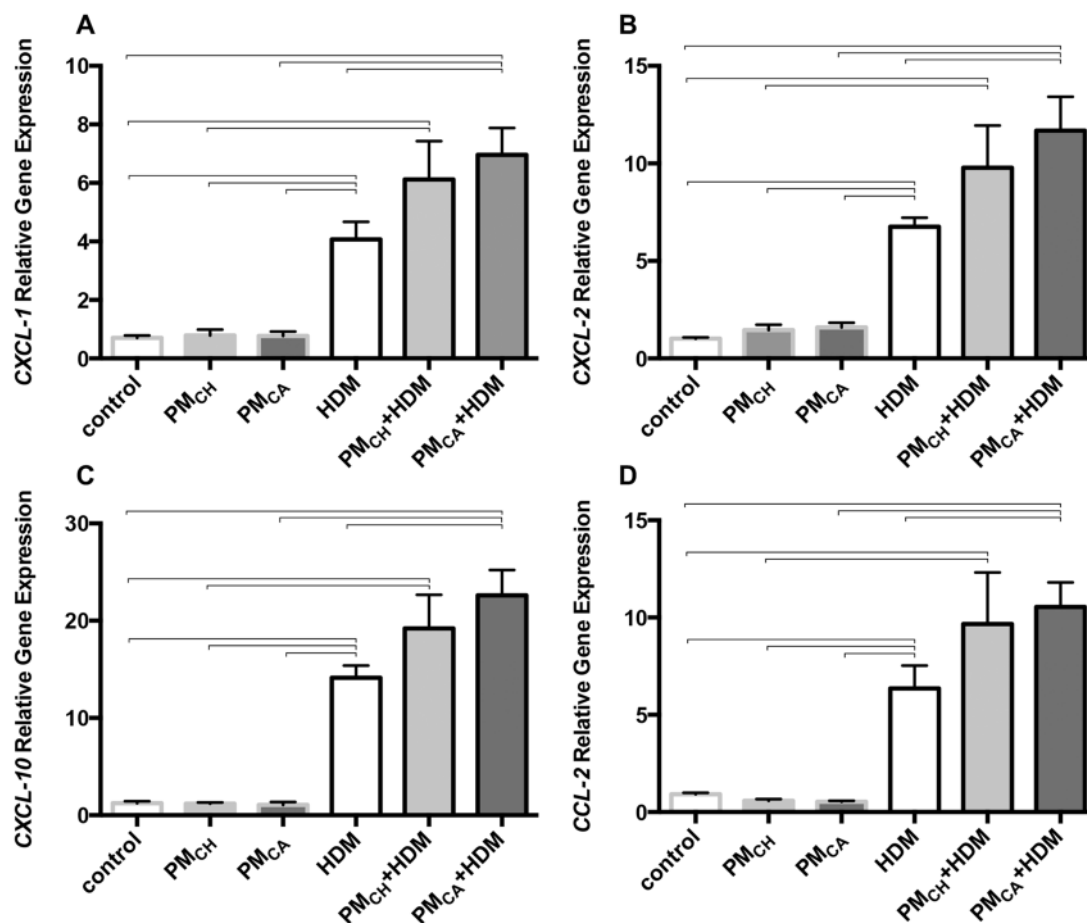 A
CXCL-1 Relative Gene Expression
10
8
6
4
2
0
control
PMCH
PMCA
HDM
PMCH+HDM
PMCA+HDM
B
CXCL-2 Relative Gene Expression
15
10
5
0
control
PMCH
PMCA
HDM
PMCH+HDM
PMCA+HDM
C
CXCL-10 Relative Gene Expression
30
20
10
0
control
PMCH
PMCA
HDM
PMCH+HDM
PMCA+HDM
D
CCL-2 Relative Gene Expression
15
10
5
0
control
PMCH
PMCA
HDM
PMCH+HDM
PMCA+HDM